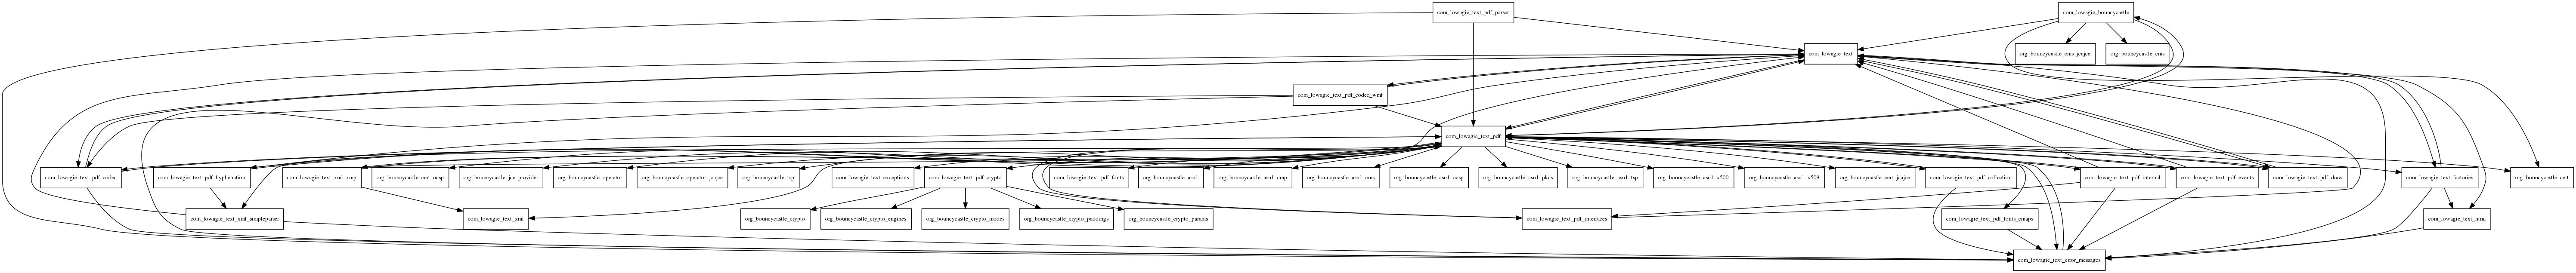 com_lowagie_text_pdf_parser
com_lowagie_bouncycastle
com_lowagie_text
org_bouncycastle_cms_jcajce
org_bouncycastle_cms
com_lowagie_text_pdf_codec_wmf
com_lowagie_text_pdf
com_lowagie_text_pdf_codec
com_lowagie_text_pdf_hyphenation
com_lowagie_text_xml_xmp
org_bouncycastle_cert_ocsp
org_bouncycastle_jce_provider
org_bouncycastle_operator
org_bouncycastle_operator_jcajce
org_bouncycastle_tsp
com_lowagie_text_exceptions
com_lowagie_text_pdf_crypto
com_lowagie_text_pdf_fonts
org_bouncycastle_asn1
org_bouncycastle_asn1_cmp
org_bouncycastle_asn1_cms
org_bouncycastle_asn1_ocsp
org_bouncycastle_asn1_pkcs
org_bouncycastle_asn1_tsp
org_bouncycastle_asn1_x500
org_bouncycastle_asn1_x509
org_bouncycastle_cert_jcajce
com_lowagie_text_pdf_collection
com_lowagie_text_pdf_internal
com_lowagie_text_pdf_events
com_lowagie_text_pdf_draw
com_lowagie_text_factories
org_bouncycastle_cert
com_lowagie_text_xml_simpleparser
com_lowagie_text_xml
org_bouncycastle_crypto
org_bouncycastle_crypto_engines
org_bouncycastle_crypto_modes
org_bouncycastle_crypto_paddings
org_bouncycastle_crypto_params
com_lowagie_text_pdf_interfaces
com_lowagie_text_pdf_fonts_cmaps
com_lowagie_text_html
com_lowagie_text_error_messages